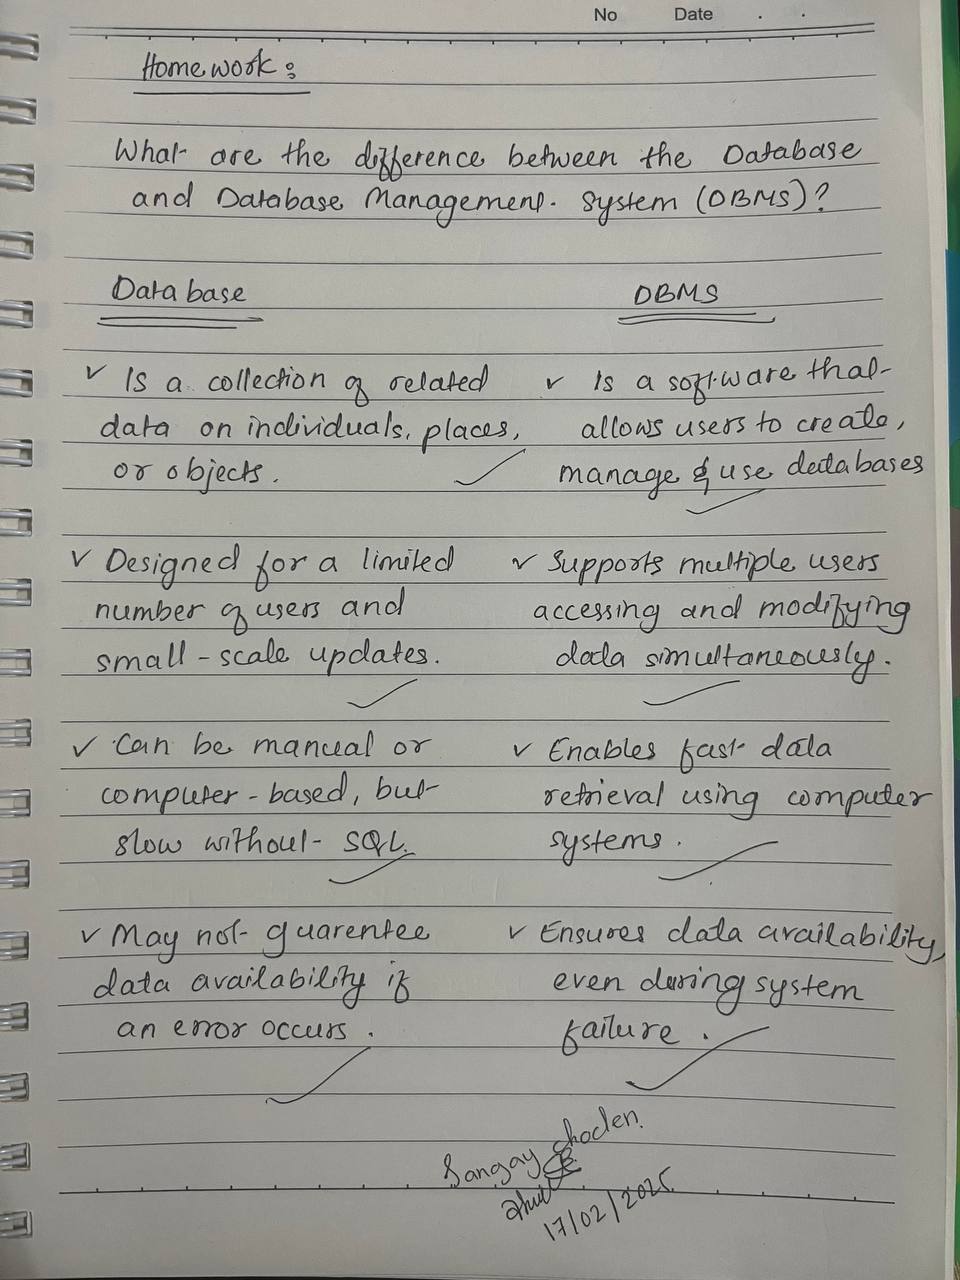 No Date . .
Homework:
What are the difference between the Database
and Database Management System (DBMS)?
Database
DBMS
✓ Is a collection of related
data on individuals, places,
or objects.
✓ Is a software that
allows users to create,
manage & use databases
✓ Designed for a limited
number of users and
small-scale updates.
✓ Supports multiple users
accessing and modifying
data simultaneously.
✓ Can be manual or
computer-based, but
slow without SQL.
✓ Enables fast data
retrieval using computer
systems.
✓ May not guarentee
data availability if
an error occurs.
✓ Ensures data availability,
even during system
failure.
Sangay Choden.
17/02/2025